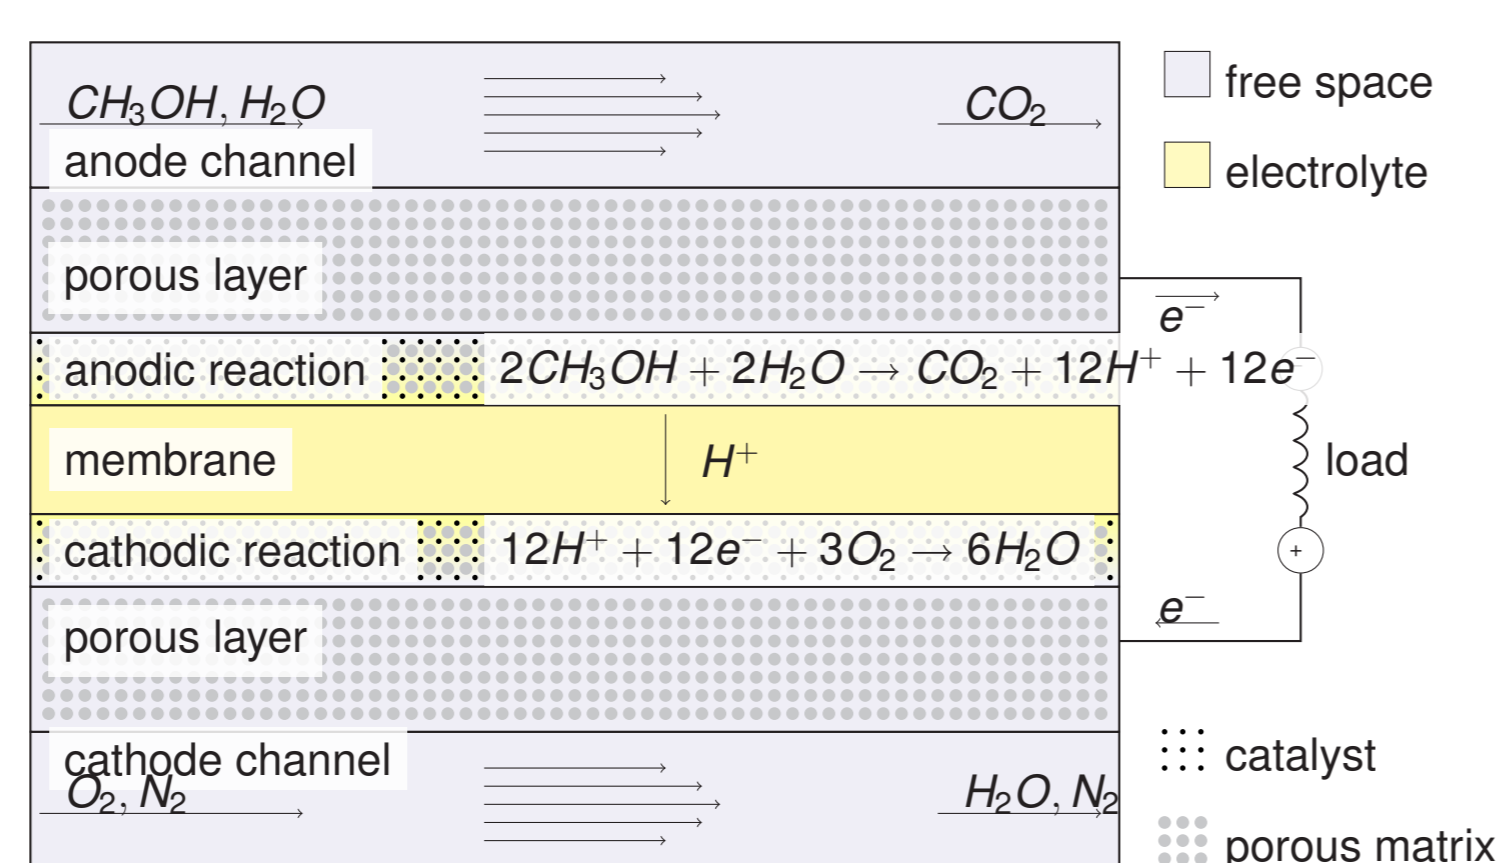 CH₃OH, H₂O
CO₂
free space
anode channel
electrolyte
porous layer
e⁻
anodic reaction
2CH₃OH + 2H₂O → CO₂ + 12H⁺ + 12e⁻
membrane
H⁺
load
cathodic reaction
12H⁺ + 12e⁻ + 3O₂ → 6H₂O
+
e⁻
porous layer
cathode channel
catalyst
O₂, N₂
H₂O, N₂
porous matrix